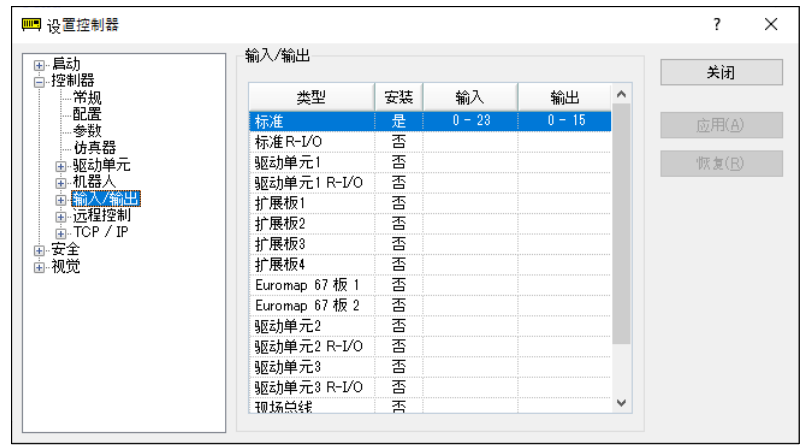 设置控制器
? ×
启动
控制器
常规
配置
参数
仿真器
驱动单元
机器人
输入/输出
远程控制
TCP / IP
安全
视觉
输入/输出
类型 安装 输入 输出
标准 是 0 - 23 0 - 15
标准R-I/O 否
驱动单元1 否
驱动单元1 R-I/O 否
扩展板1 否
扩展板2 否
扩展板3 否
扩展板4 否
Euromap 67 板 1 否
Euromap 67 板 2 否
驱动单元2 否
驱动单元2 R-I/O 否
驱动单元3 否
驱动单元3 R-I/O 否
现场总线 否
关闭
应用(A)
恢复(R)